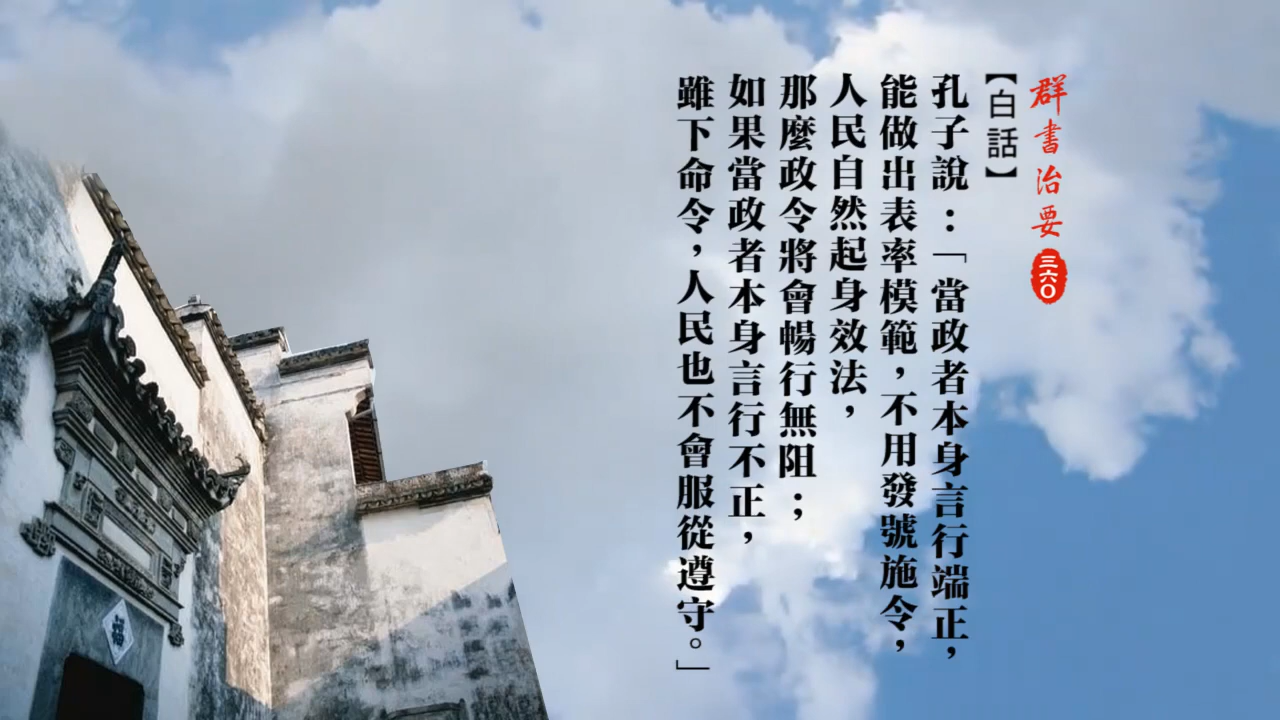 群書治要
三六〇
【白話】
孔子說：「當政者本身言行端正，
能做出表率模範，不用發號施令，
人民自然起身效法，
那麼政令將會暢行無阻；
如果當政者本身言行不正，
雖下命令，人民也不會服從遵守。」
福